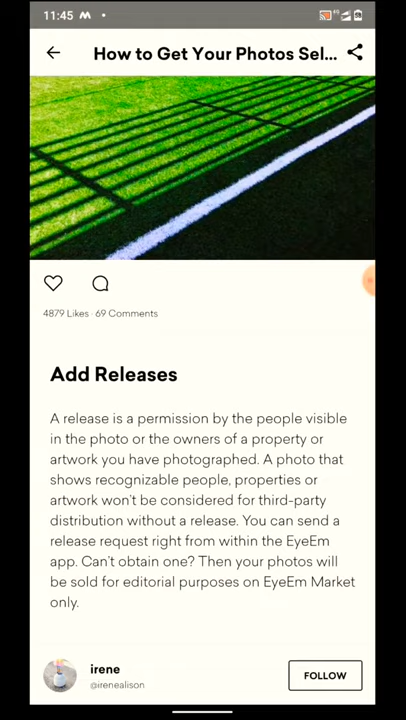 11:45
How to Get Your Photos Sel...
4879 Likes · 69 Comments
Add Releases
A release is a permission by the people visible
in the photo or the owners of a property or
artwork you have photographed. A photo that
shows recognizable people, properties or
artwork won't be considered for third-party
distribution without a release. You can send a
release request right from within the EyeEm
app. Can't obtain one? Then your photos will
be sold for editorial purposes on EyeEm Market
only.
irene
@irenealison
FOLLOW